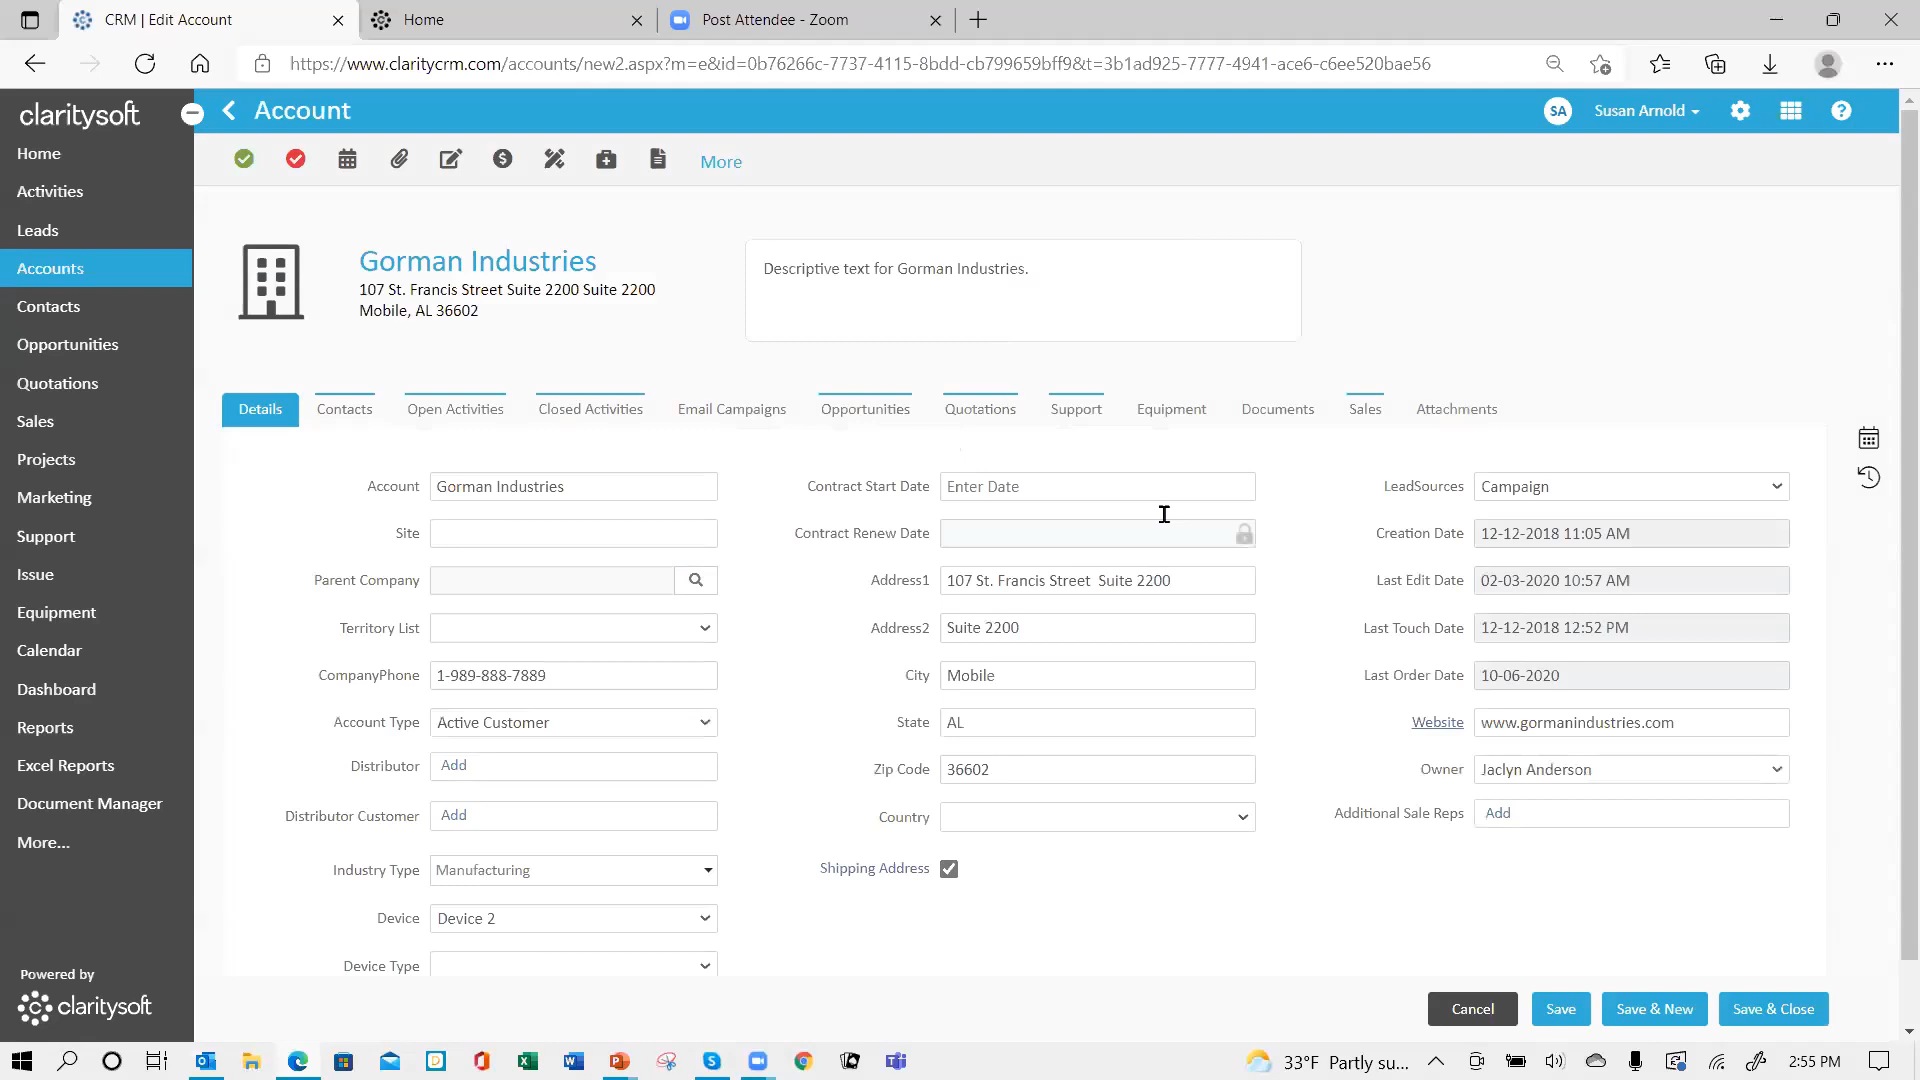 CRM | Edit Account
Home
Post Attendee - Zoom
https://www.claritycrm.com/accounts/new2.aspx?m=e&id=0b76266c-7737-4115-8bdd-cb799659bff9&t=3b1ad925-7777-4941-ace6-c6ee520bae56
claritysoft
Account
SA
Susan Arnold
More
Home
Activities
Leads
Accounts
Contacts
Opportunities
Quotations
Sales
Projects
Marketing
Support
Issue
Equipment
Calendar
Dashboard
Reports
Excel Reports
Document Manager
More...
Powered by
claritysoft
Gorman Industries
107 St. Francis Street Suite 2200 Suite 2200
Mobile, AL 36602
Descriptive text for Gorman Industries.
Details Contacts Open Activities Closed Activities Email Campaigns Opportunities Quotations Support Equipment Documents Sales Attachments
Account Gorman Industries
Site
Parent Company
Territory List
CompanyPhone 1-989-888-7889
Account Type Active Customer
Distributor Add
Distributor Customer Add
Industry Type Manufacturing
Device Device 2
Device Type
Contract Start Date Enter Date
Contract Renew Date
Address1 107 St. Francis Street Suite 2200
Address2 Suite 2200
City Mobile
State AL
Zip Code 36602
Country
Shipping Address
LeadSources Campaign
Creation Date 12-12-2018 11:05 AM
Last Edit Date 02-03-2020 10:57 AM
Last Touch Date 12-12-2018 12:52 PM
Last Order Date 10-06-2020
Website www.gormanindustries.com
Owner Jaclyn Anderson
Additional Sale Reps Add
Cancel Save Save & New Save & Close
33°F Partly su...
2:55 PM